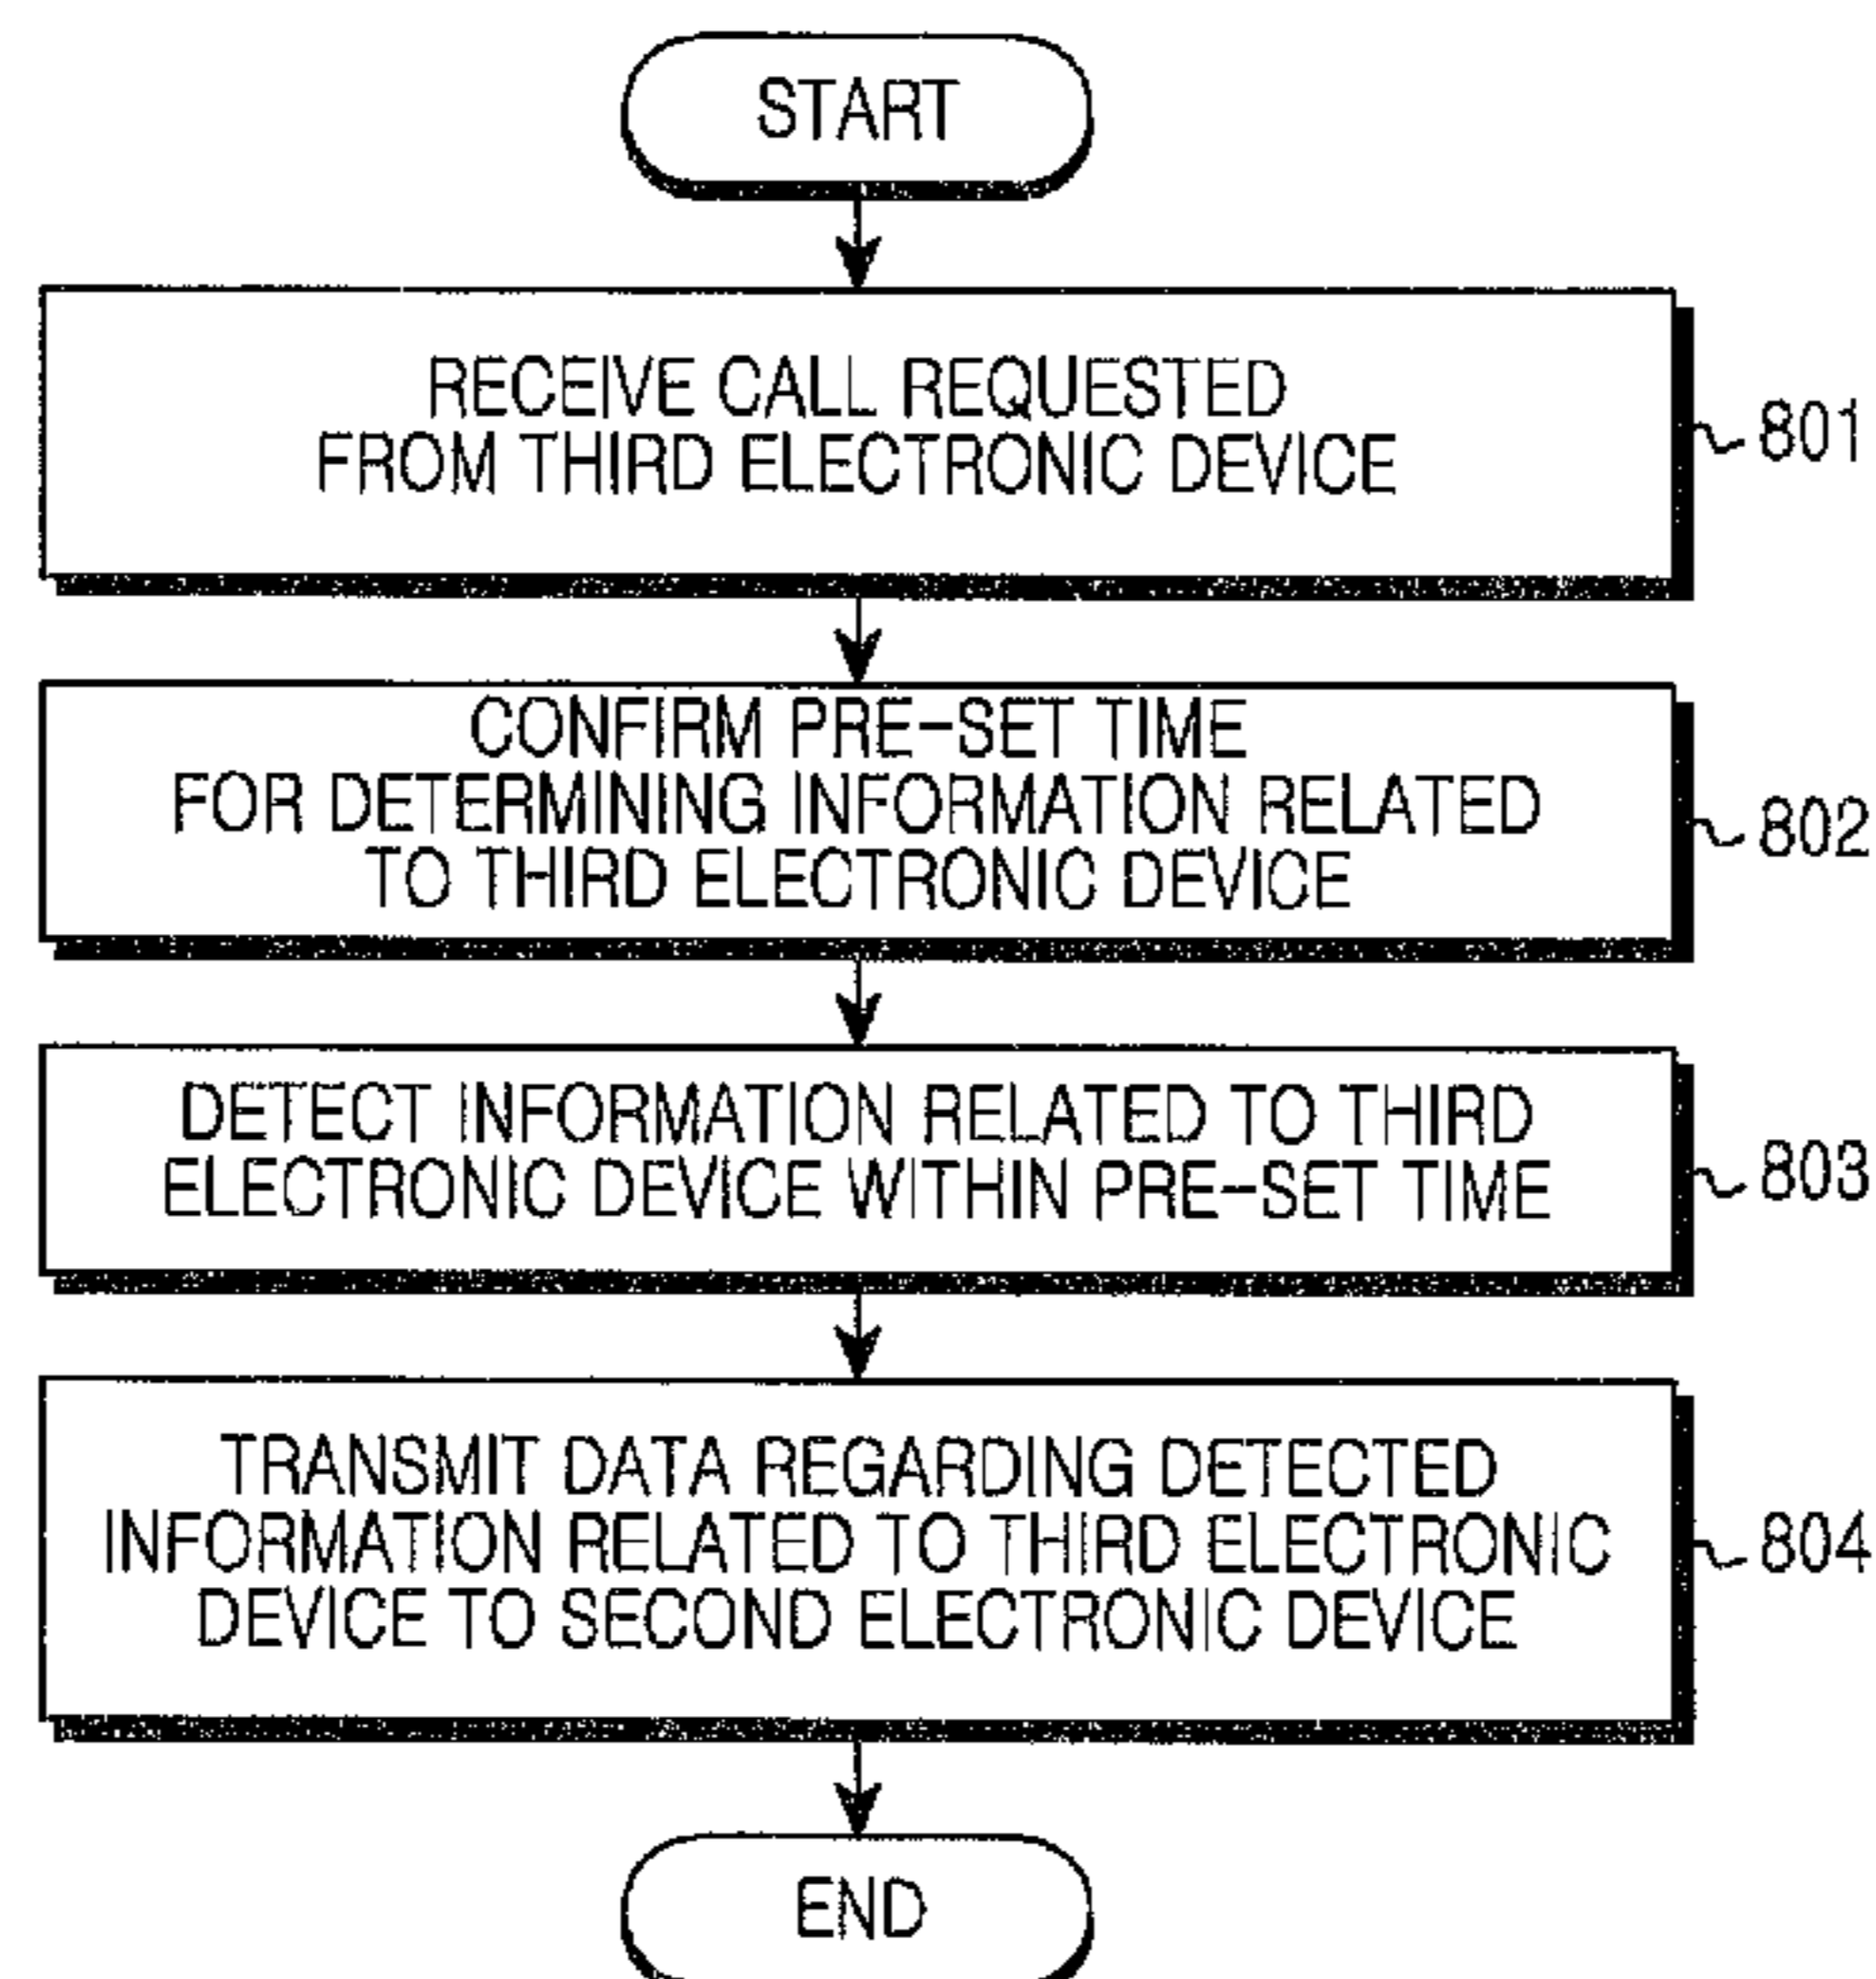 START
RECEIVE CALL REQUESTED
FROM THIRD ELECTRONIC DEVICE
801
CONFIRM PRE-SET TIME
FOR DETERMINING INFORMATION RELATED
TO THIRD ELECTRONIC DEVICE
802
DETECT INFORMATION RELATED TO THIRD
ELECTRONIC DEVICE WITHIN PRE-SET TIME
803
TRANSMIT DATA REGARDING DETECTED
INFORMATION RELATED TO THIRD ELECTRONIC
DEVICE TO SECOND ELECTRONIC DEVICE
804
END